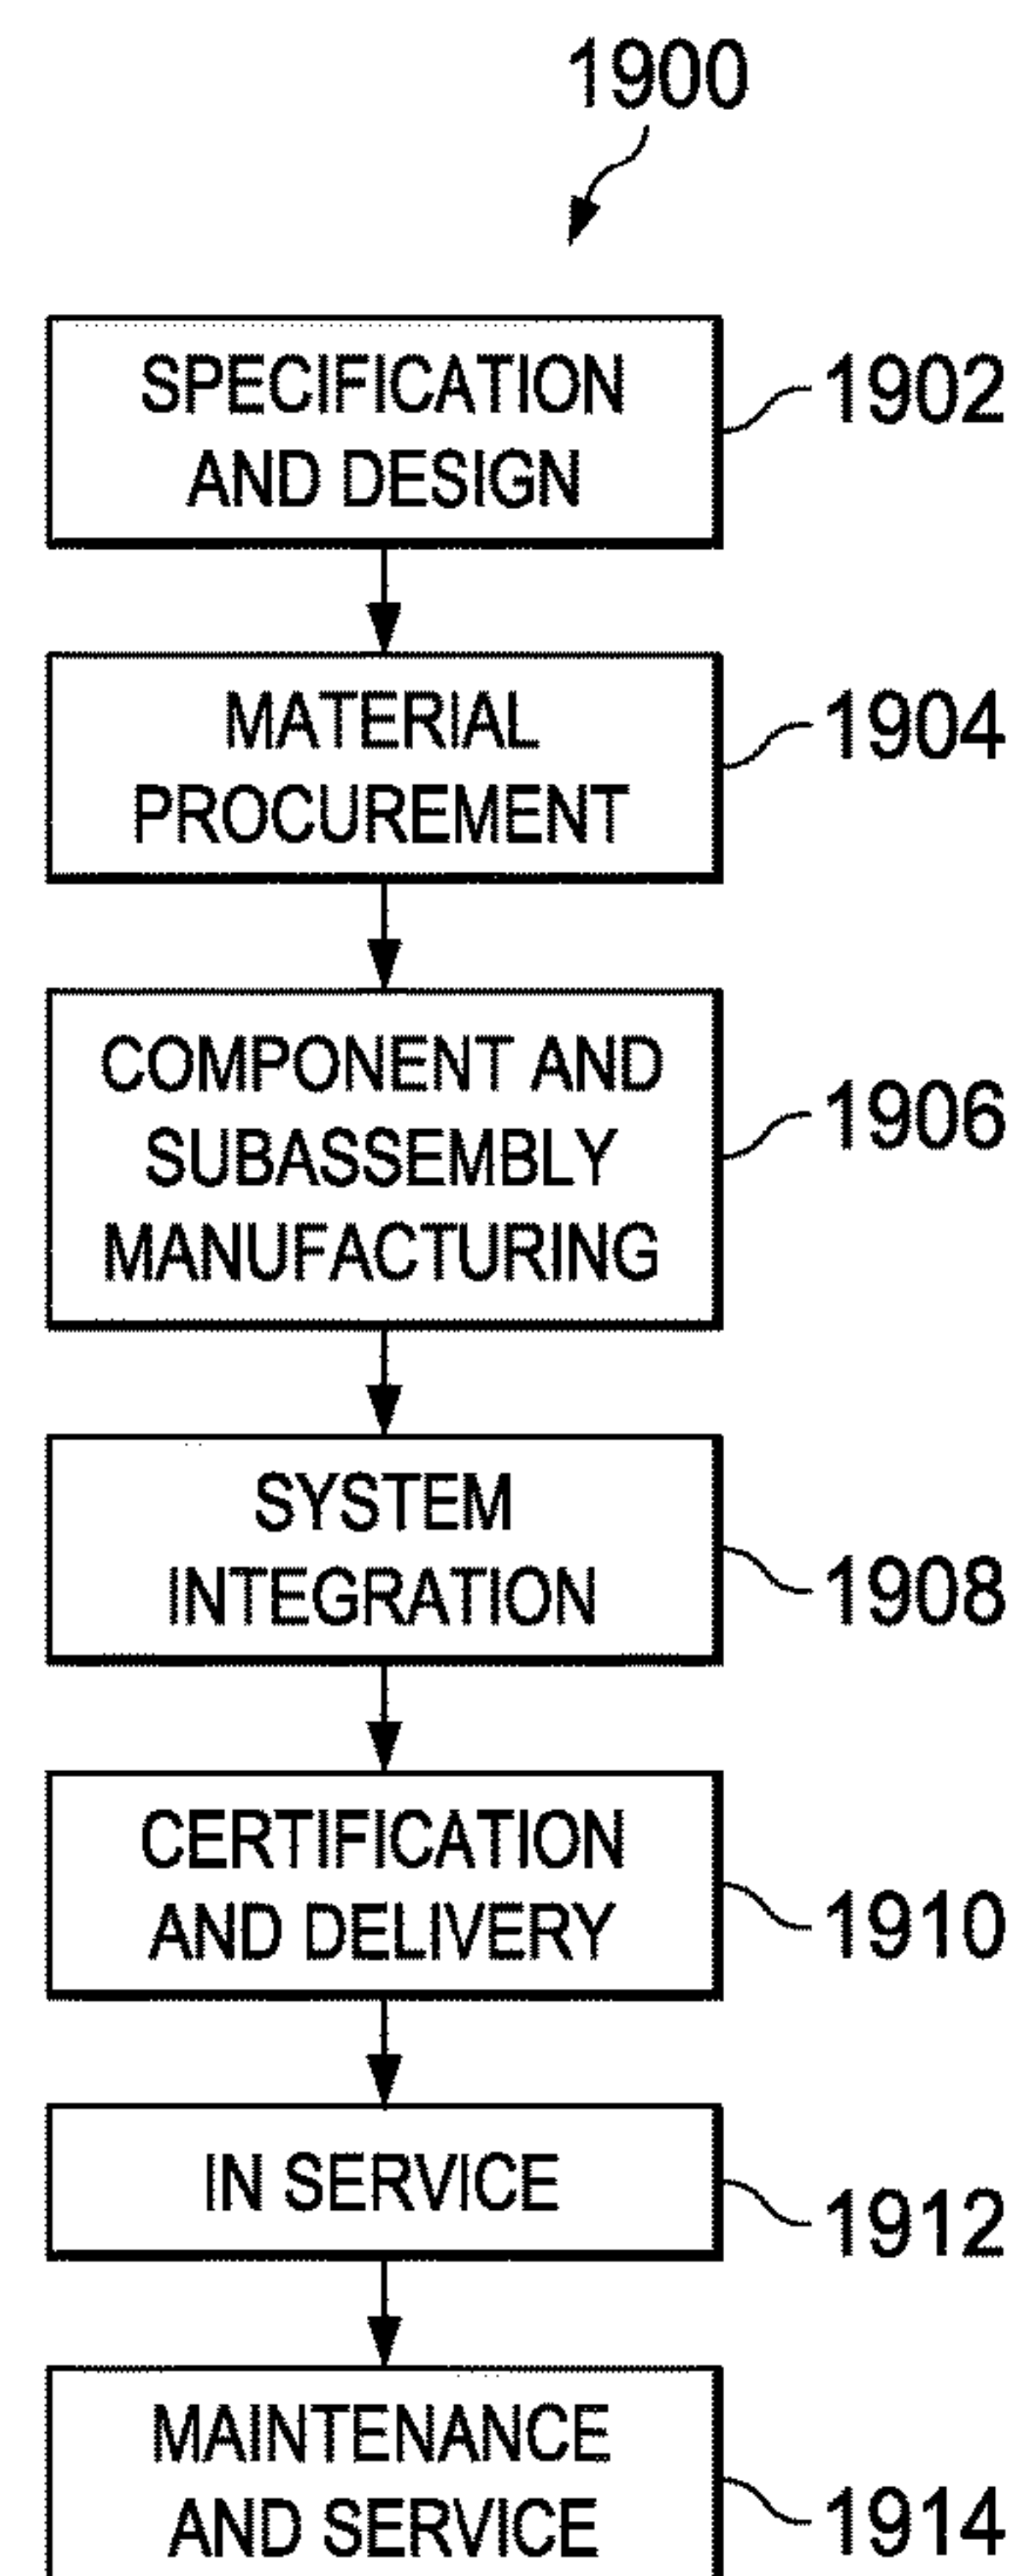 1900
SPECIFICATION
AND DESIGN
1902
MATERIAL
PROCUREMENT
1904
COMPONENT AND
SUBASSEMBLY
MANUFACTURING
1906
SYSTEM
INTEGRATION
1908
CERTIFICATION
AND DELIVERY
1910
IN SERVICE
1912
MAINTENANCE
AND SERVICE
1914